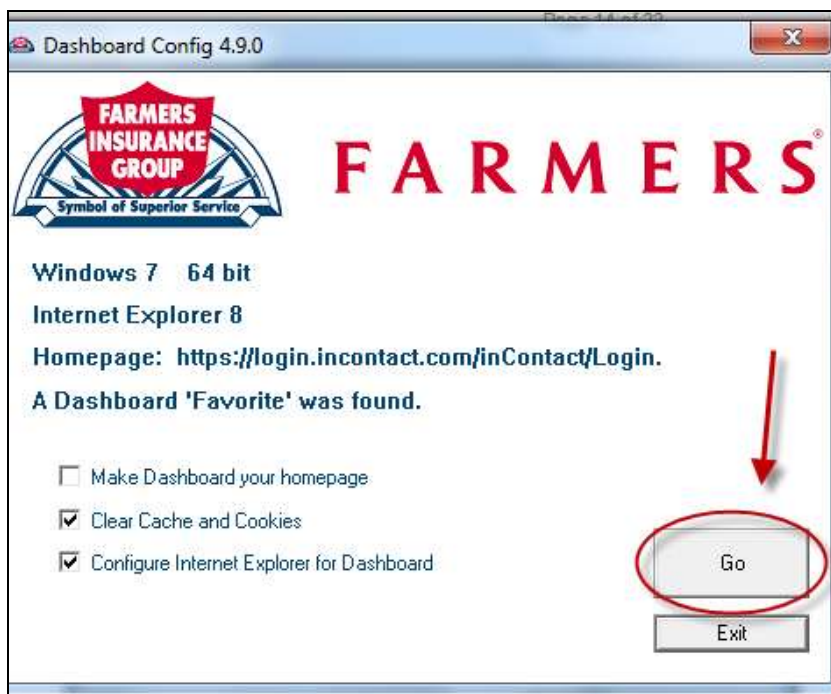 Dashboard Config 4.9.0
FARMERS
INSURANCE
GROUP
Symbol of Superior Service
FARMERS®
Windows 7 64 bit
Internet Explorer 8
Homepage: https://login.incontact.com/inContact/Login.
A Dashboard 'Favorite' was found.
Make Dashboard your homepage
Clear Cache and Cookies
Configure Internet Explorer for Dashboard
Go
Exit